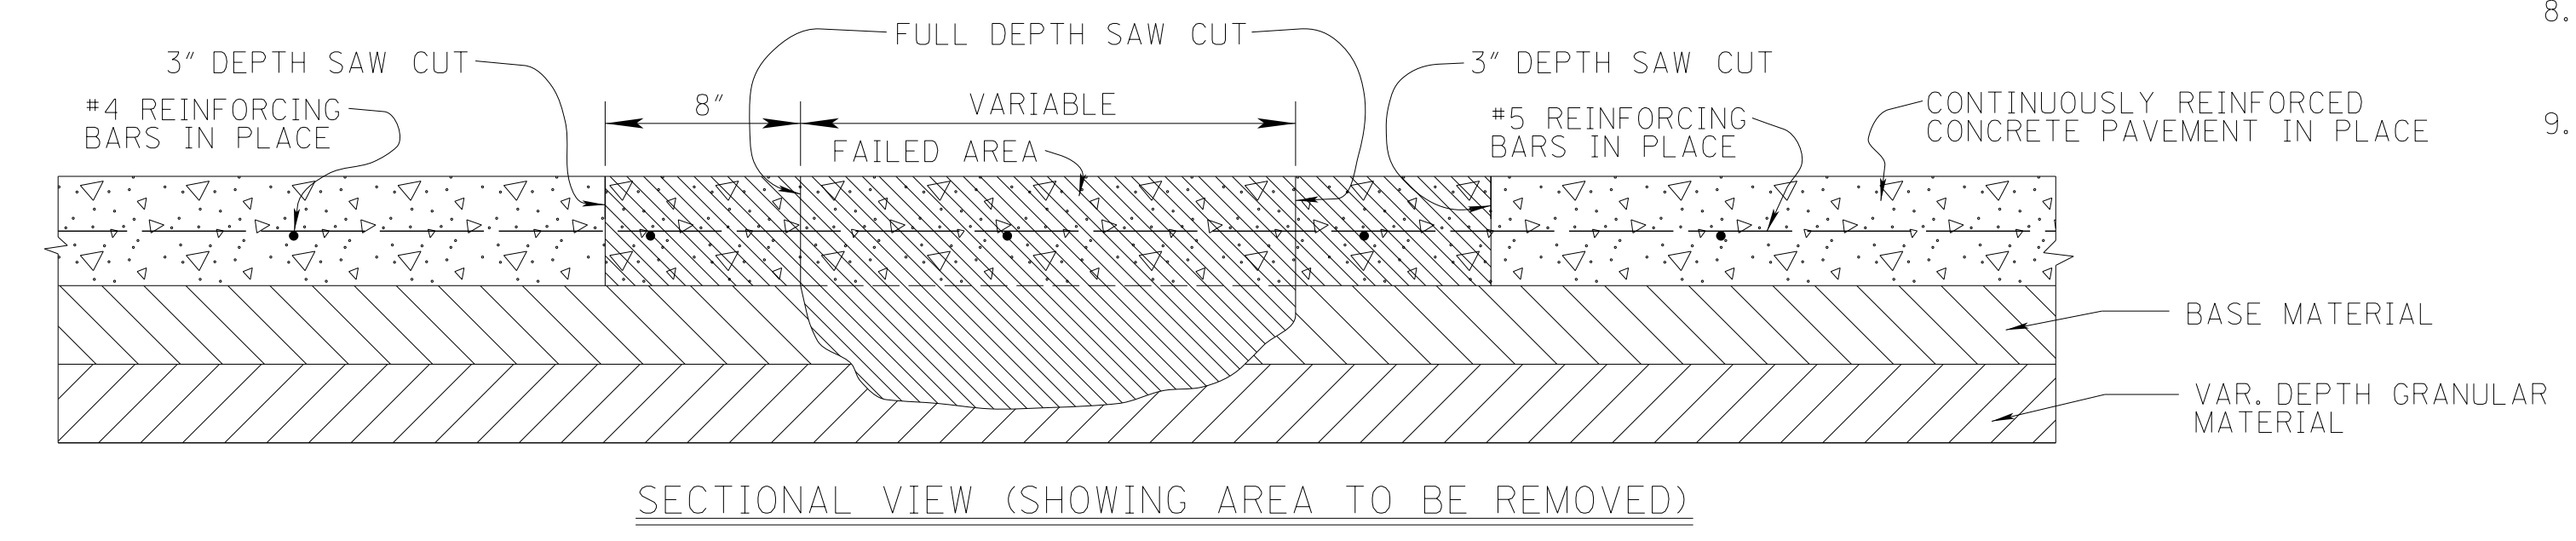 8.
FULL DEPTH SAW CUT
3" DEPTH SAW CUT
3" DEPTH SAW CUT
#4 REINFORCING
BARS IN PLACE
8"
VARIABLE
#5 REINFORCING
BARS IN PLACE
CONTINUOUSLY REINFORCED
CONCRETE PAVEMENT IN PLACE
9.
FAILED AREA
BASE MATERIAL
VAR. DEPTH GRANULAR
MATERIAL
SECTIONAL VIEW (SHOWING AREA TO BE REMOVED)